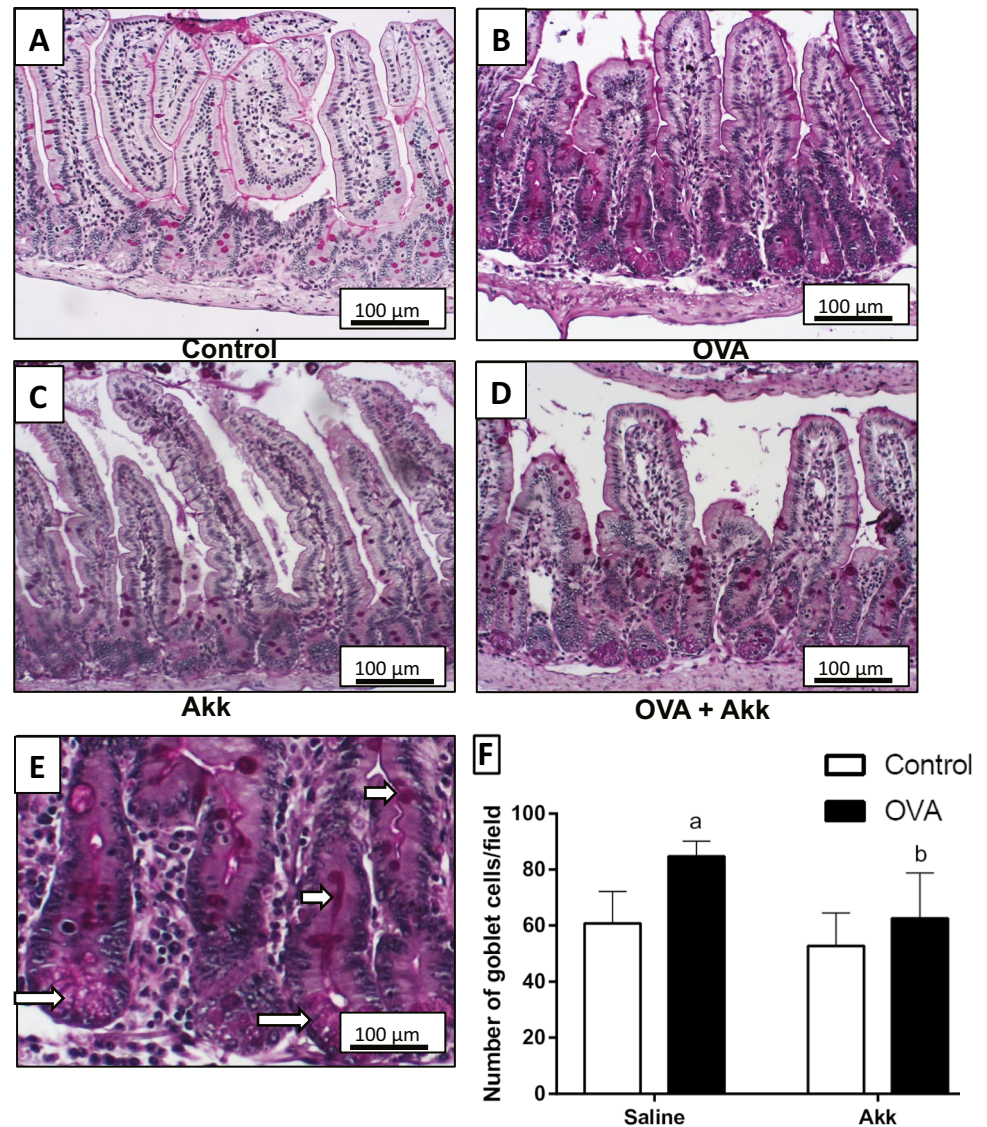 A
100 µm
Control
B
100 µm
OVA
C
100 µm
Akk
D
100 µm
OVA + Akk
E
100 µm
F
Control
OVA
Number of goblet cells/field
100
80
60
40
20
0
a
b
Saline
Akk